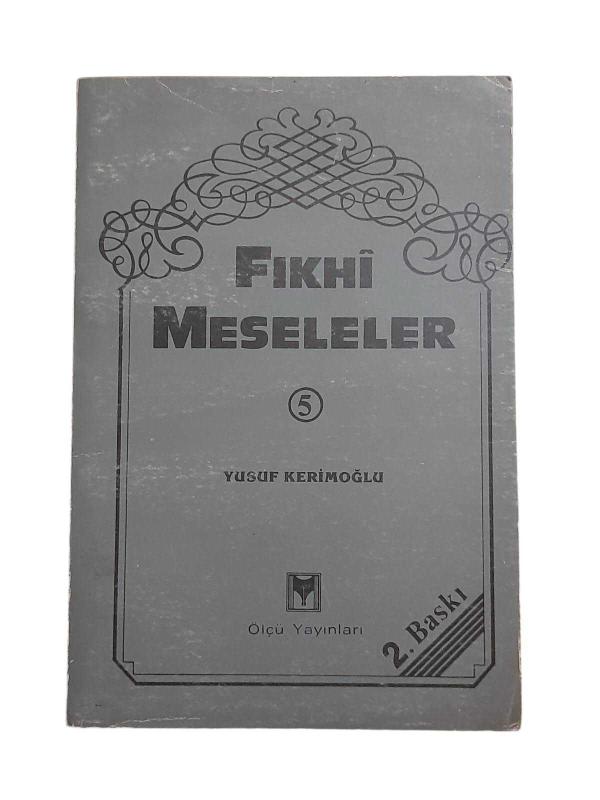 FIKHÎ
MESELELER
5
YUSUF KERİMOĞLU
Ölçü Yayınları
2. Baskı